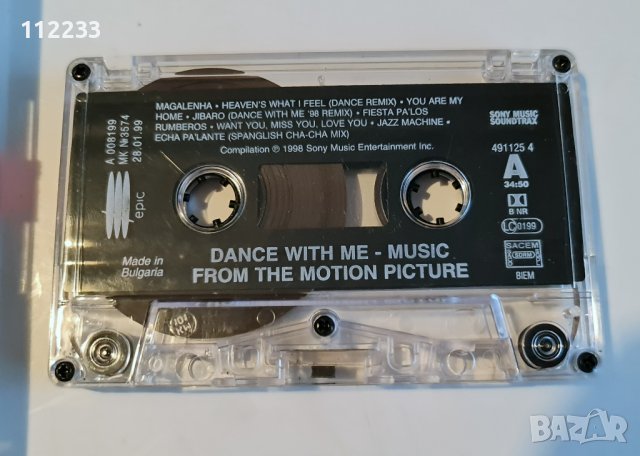 112233
MAGALENHA • HEAVEN'S WHAT I FEEL (DANCE REMIX) • YOU ARE MY
HOME • JIBARO (DANCE WITH ME '98 REMIX) • FIESTA PA'LOS
RUMBEROS • WANT YOU, MISS YOU, LOVE YOU • JAZZ MACHINE •
ECHA PA'LANTE (SPANGLISH CHA-CHA MIX)
Compilation ℗ 1998 Sony Music Entertainment Inc.
SONY MUSIC
SOUNDTRAX
491125 4
A
34:50
B NR
LC 0199
SACEM
SDRM
BIEM
A 008199
МК №3574
28.01.99
epic
Made in
Bulgaria
DANCE WITH ME - MUSIC
FROM THE MOTION PICTURE
BAZAR